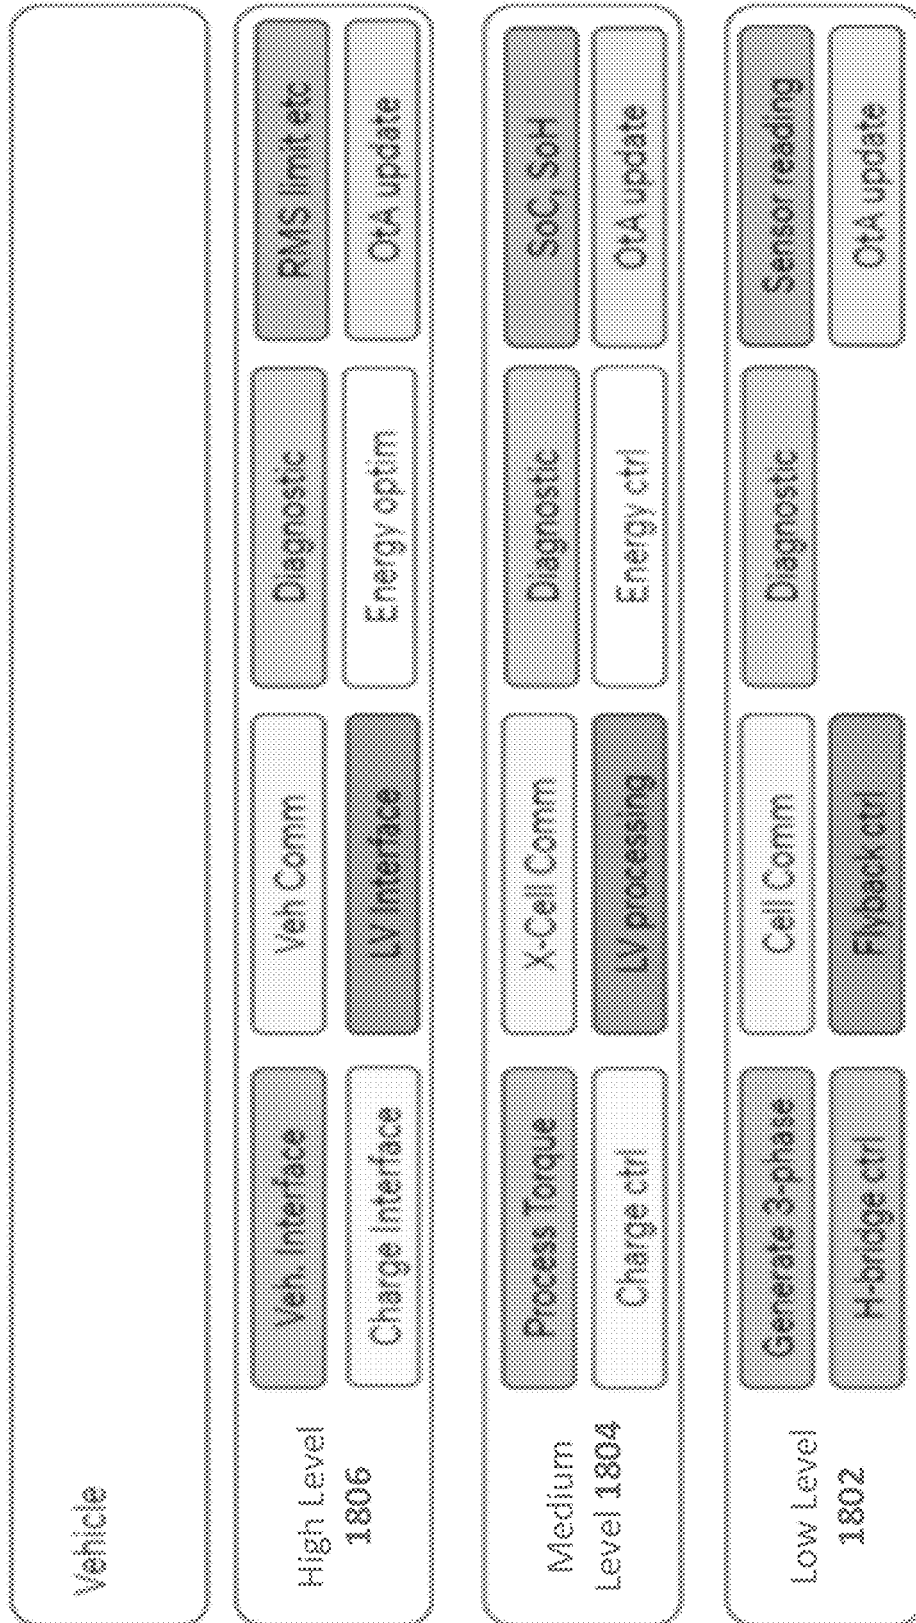 Vehicle
High Level
1806
Veh. Interface
Veh Comm
Diagnostic
RMS limit etc
Charge Interface
LV Interface
Energy optim
OtA update
Medium
Level 1804
Process Torque
X-Cell Comm
Diagnostic
SoC, SoH
Charge ctrl
LV processing
Energy ctrl
OtA update
Low Level
1802
Generate 3-phase
Cell Comm
Diagnostic
Sensor reading
H-bridge ctrl
Flyback ctrl
OtA update